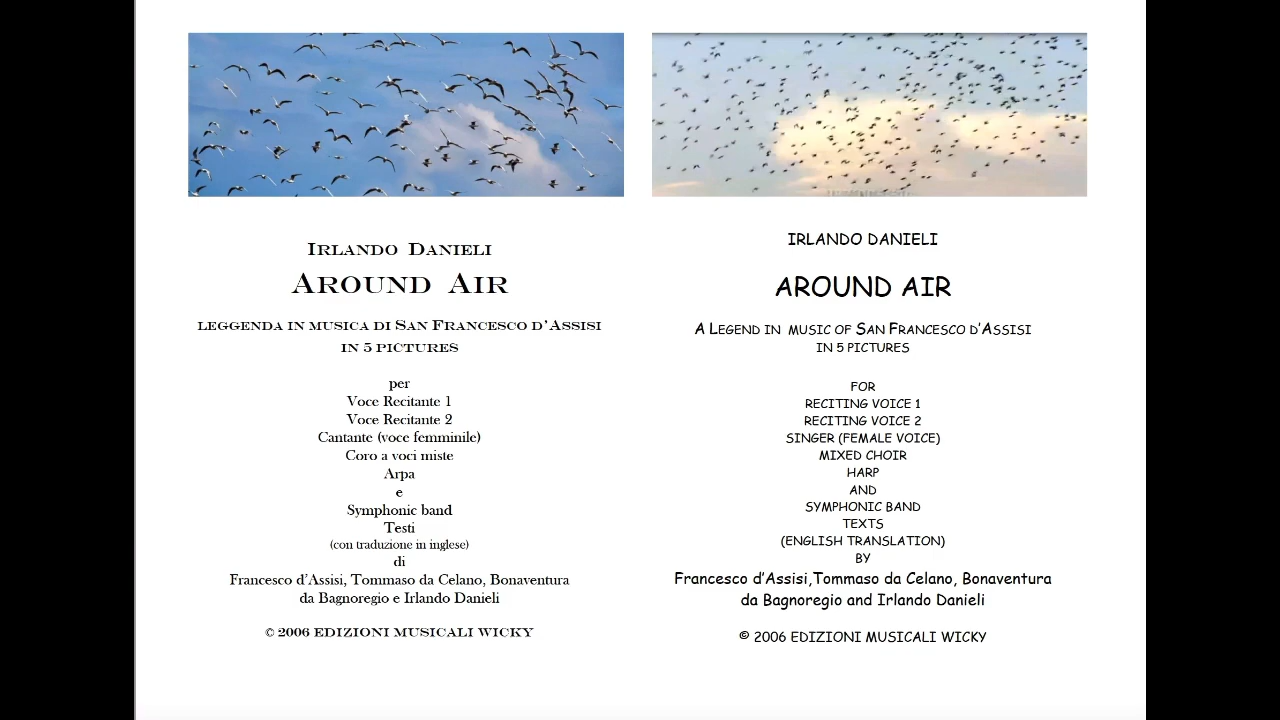 IRLANDO DANIELI
AROUND AIR
LEGGENDA IN MUSICA DI SAN FRANCESCO D'ASSISI
IN 5 PICTURES
per
Voce Recitante 1
Voce Recitante 2
Cantante (voce femminile)
Coro a voci miste
Arpa
e
Symphonic band
Testi
(con traduzione in inglese)
di
Francesco d'Assisi, Tommaso da Celano, Bonaventura
da Bagnoregio e Irlando Danieli
© 2006 EDIZIONI MUSICALI WICKY
IRLANDO DANIELI
AROUND AIR
A LEGEND IN MUSIC OF SAN FRANCESCO D'ASSISI
IN 5 PICTURES
FOR
RECITING VOICE 1
RECITING VOICE 2
SINGER (FEMALE VOICE)
MIXED CHOIR
HARP
AND
SYMPHONIC BAND
TEXTS
(ENGLISH TRANSLATION)
BY
Francesco d'Assisi,Tommaso da Celano, Bonaventura
da Bagnoregio and Irlando Danieli
© 2006 EDIZIONI MUSICALI WICKY